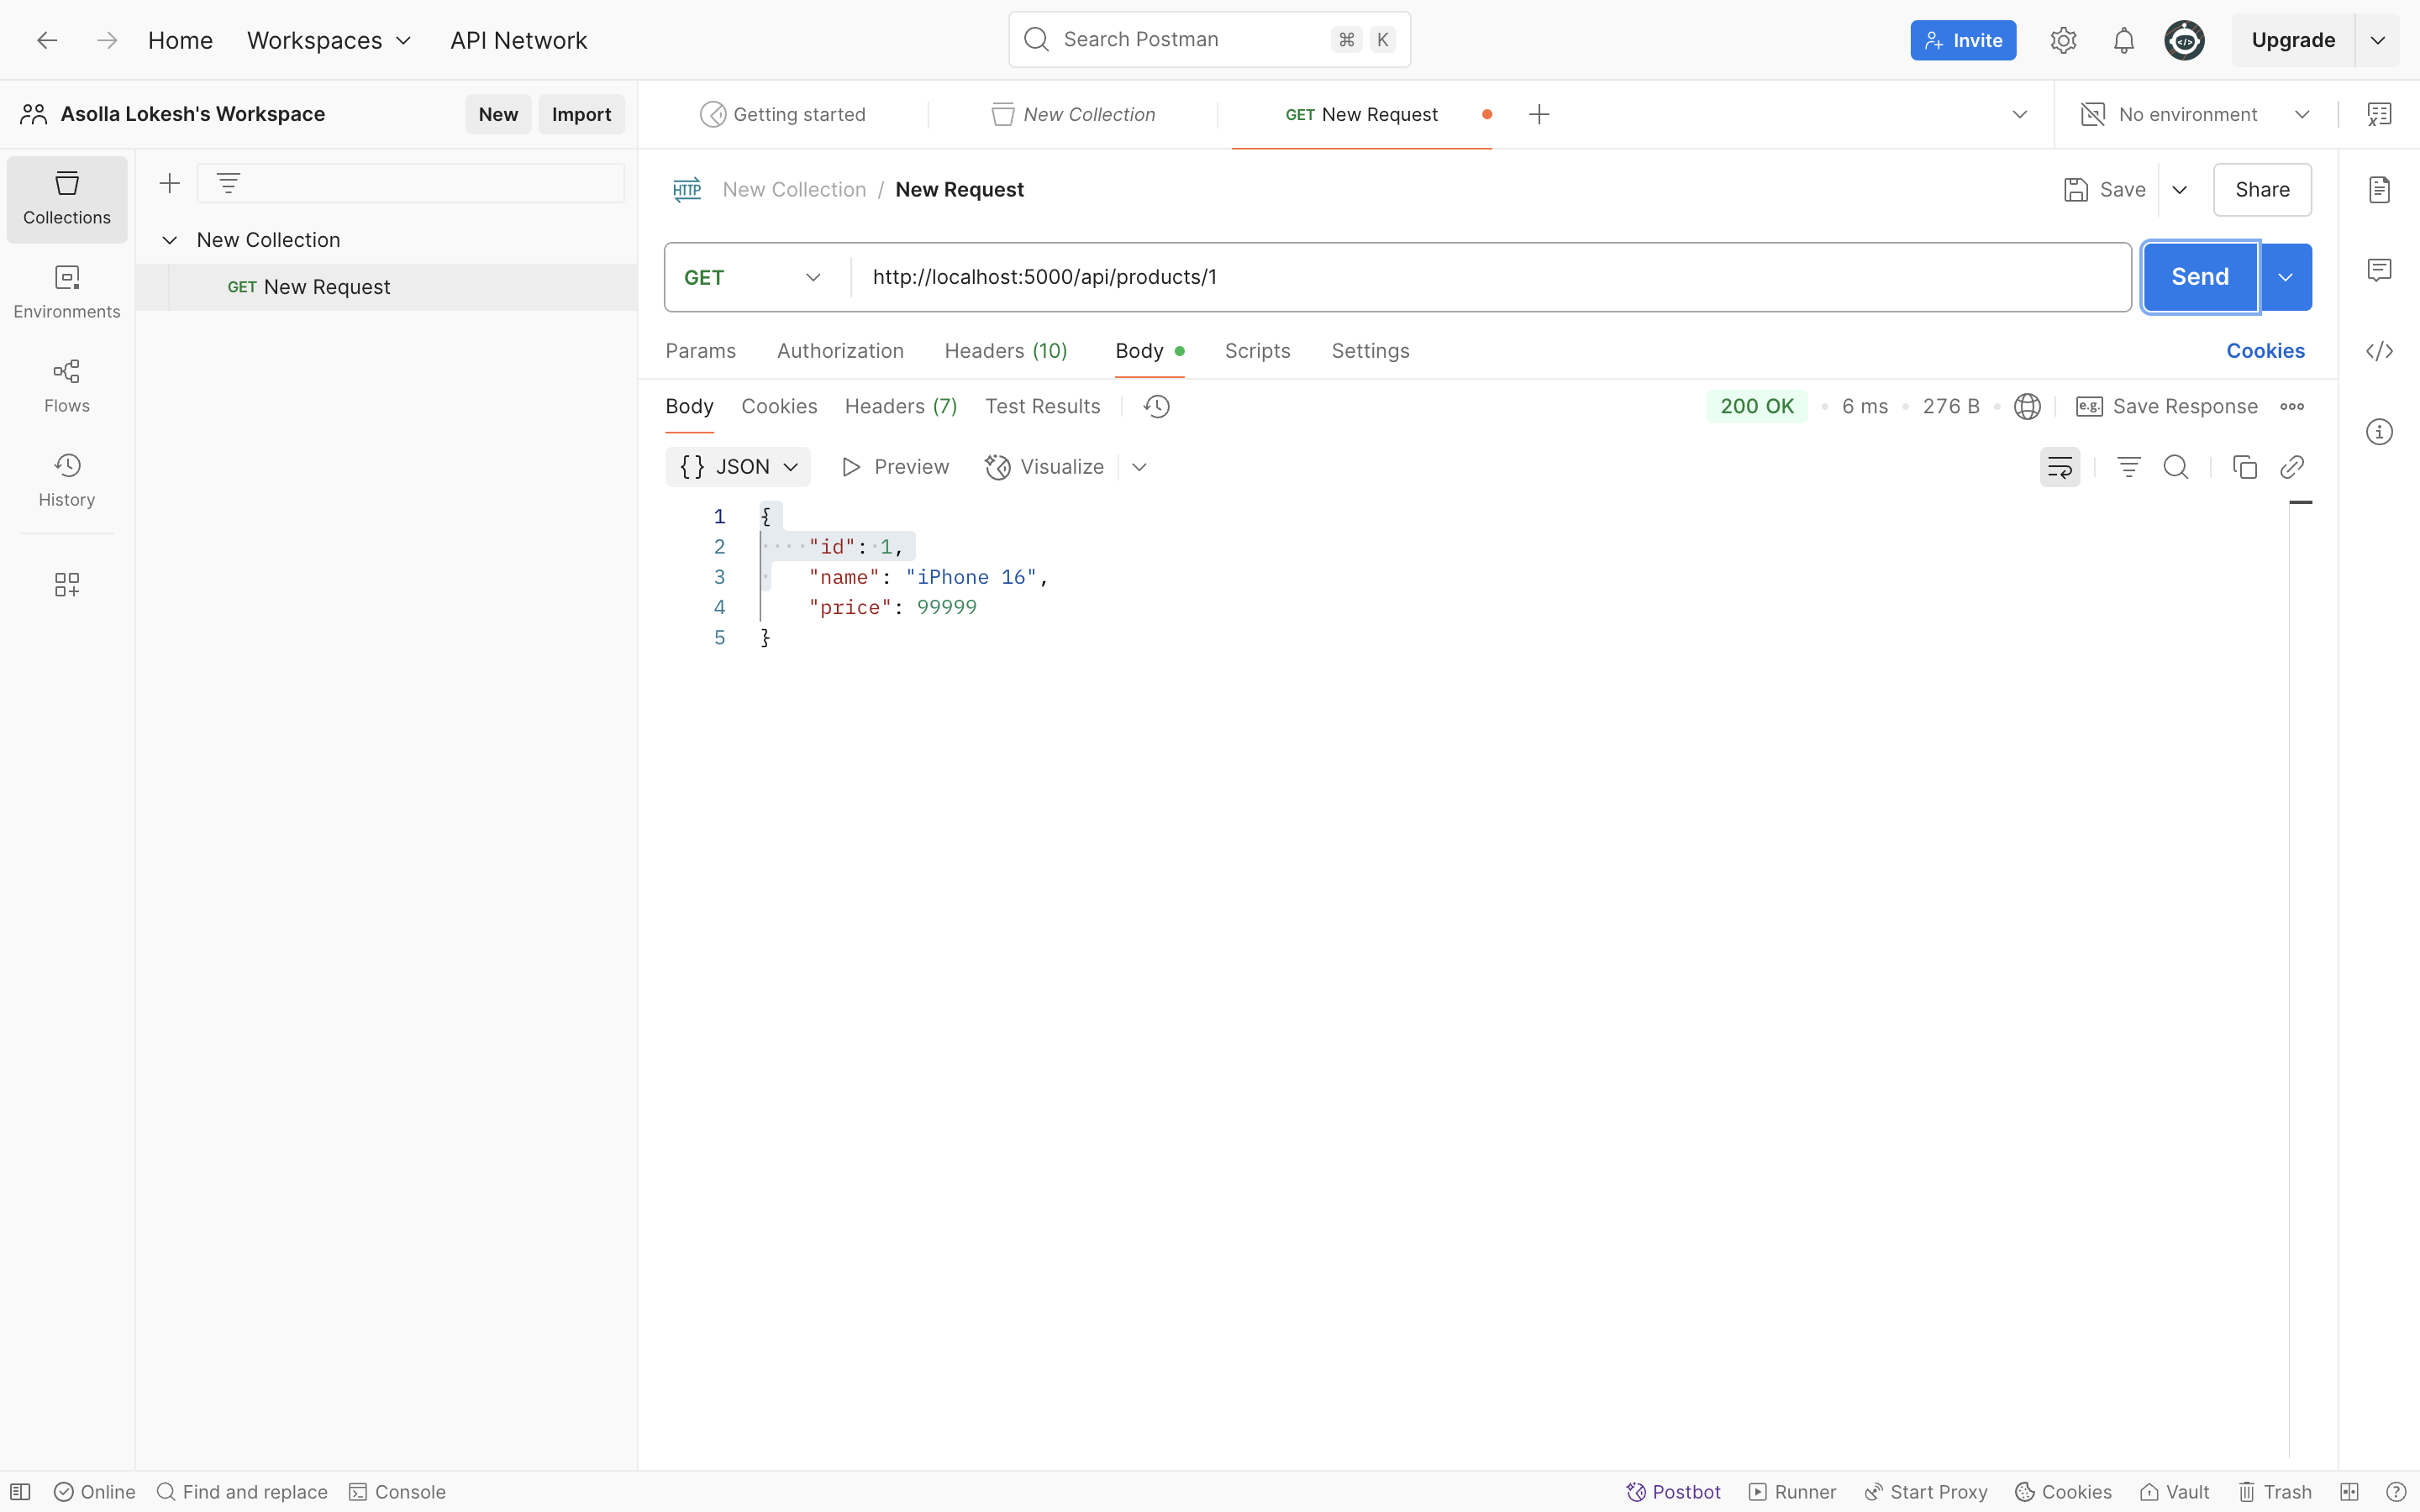 Home Workspaces API Network Search Postman ⌘ K Invite Upgrade
Asolla Lokesh's Workspace New Import Getting started New Collection GET New Request No environment
Collections
HTTP New Collection / New Request Save Share
New Collection
GET New Request
Environments
GET http://localhost:5000/api/products/1 Send
Params Authorization Headers (10) Body Scripts Settings Cookies
Flows
Body Cookies Headers (7) Test Results 200 OK 6 ms 276 B e.g. Save Response
{ } JSON Preview Visualize
History
1 {
2 "id": 1,
3 "name": "iPhone 16",
4 "price": 99999
5 }
Online Find and replace Console Postbot Runner Start Proxy Cookies Vault Trash